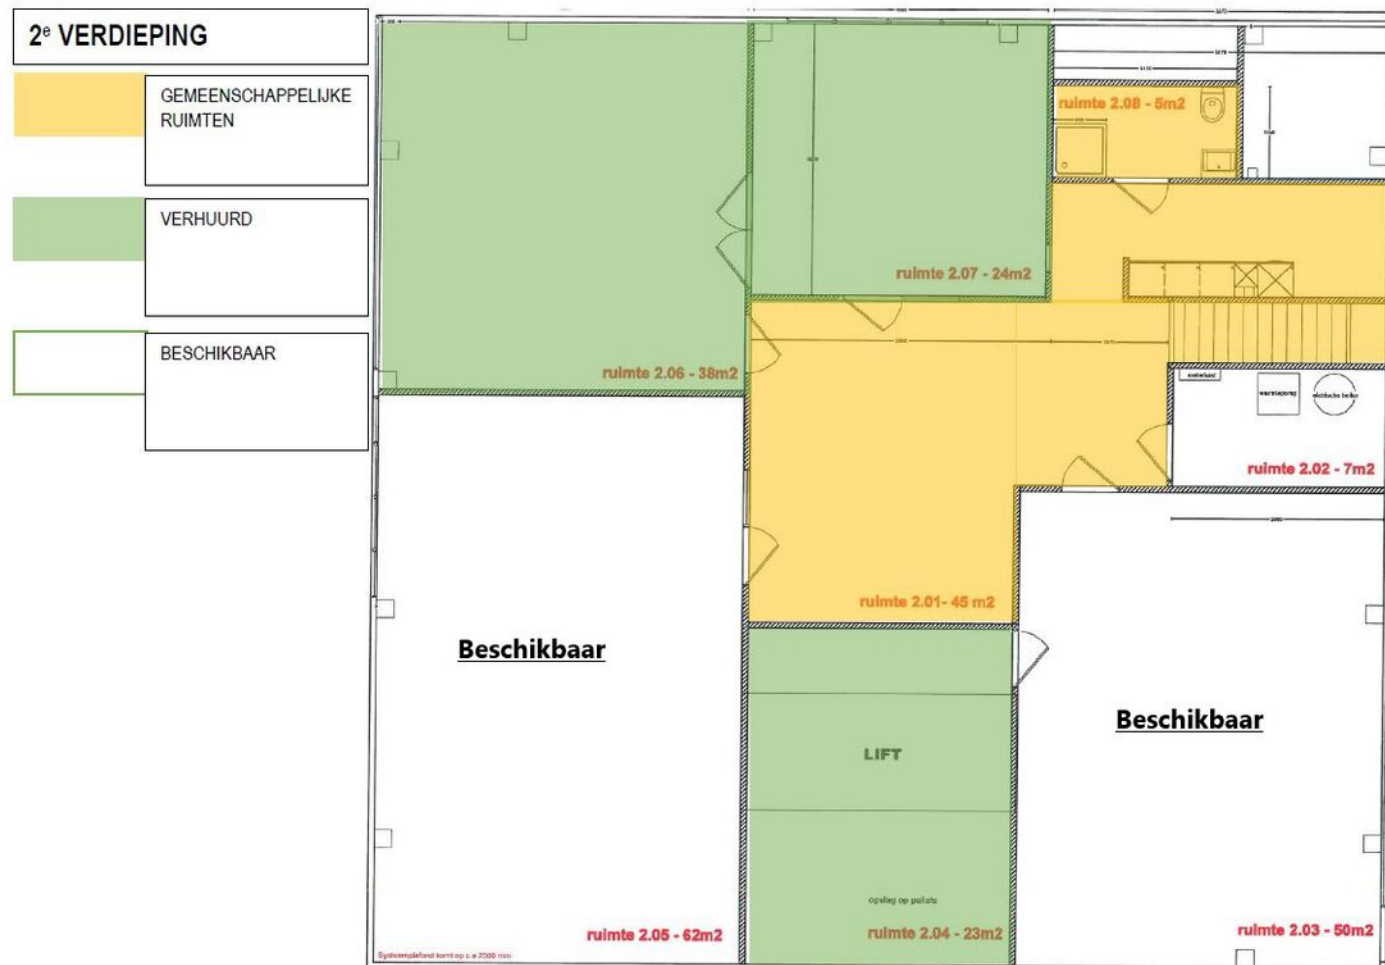 2e VERDIEPING
GEMEENSCHAPPELIJKE
RUIMTEN
VERHUURD
BESCHIKBAAR
ruimte 2.08 - 5m2
ruimte 2.07 - 24m2
ruimte 2.06 - 38m2
ruimte 2.02 - 7m2
ruimte 2.01- 45 m2
Beschikbaar
Beschikbaar
LIFT
opslag op pallets
ruimte 2.05 - 62m2
ruimte 2.04 - 23m2
ruimte 2.03 - 50m2